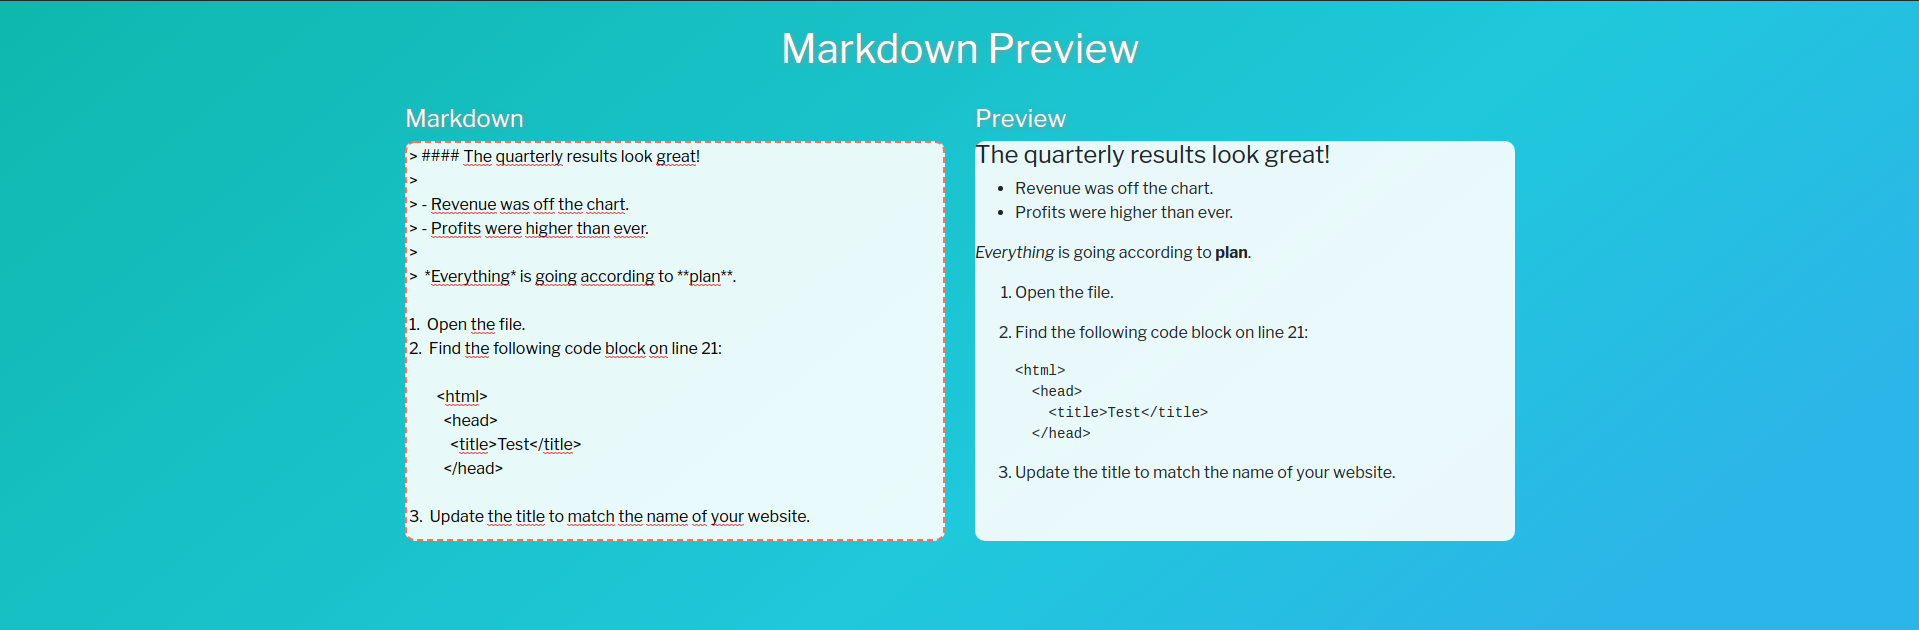 Markdown Preview
Markdown
> #### The quarterly results look great!
>
> - Revenue was off the chart.
> - Profits were higher than ever.
>
>  *Everything* is going according to **plan**.
1.  Open the file.
2.  Find the following code block on line 21:
<html>
<head>
<title>Test</title>
</head>
3.  Update the title to match the name of your website.
Preview
The quarterly results look great!
• Revenue was off the chart.
• Profits were higher than ever.
Everything is going according to plan.
1. Open the file.
2. Find the following code block on line 21:
<html>
<head>
<title>Test</title>
</head>
3. Update the title to match the name of your website.